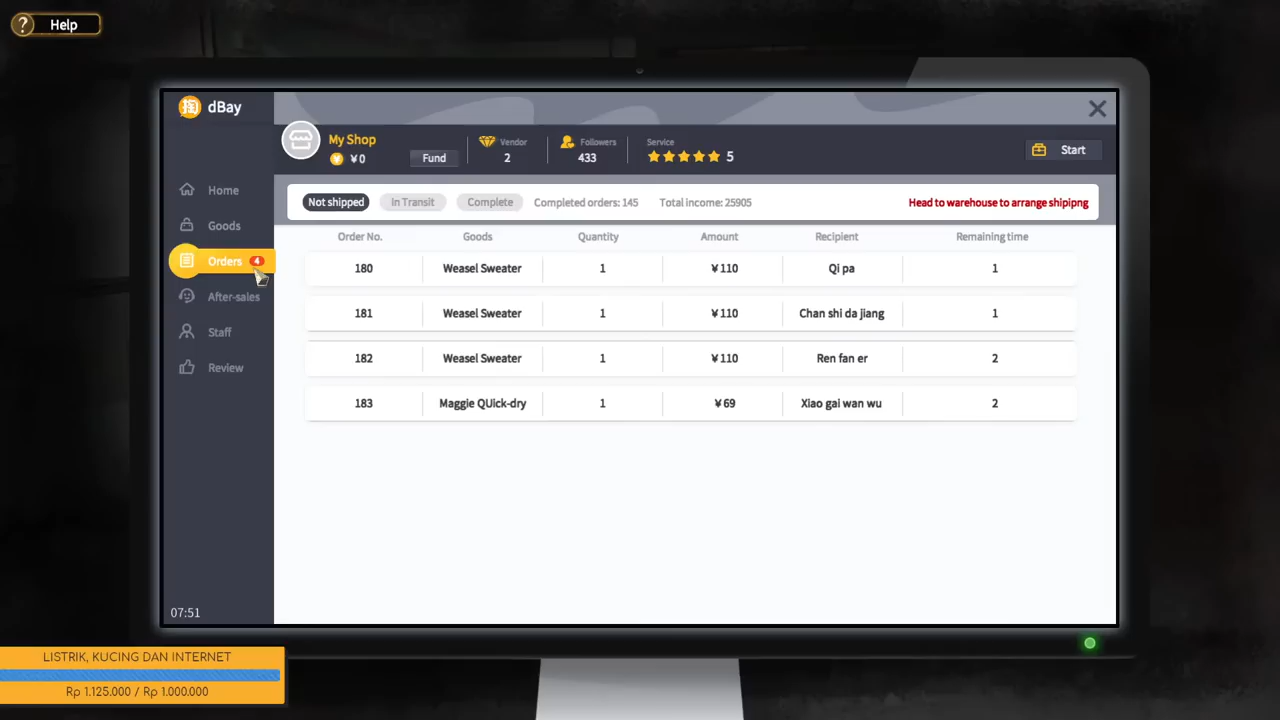 ? Help
掏 dBay
My Shop
¥ ¥0
Fund
Vendor
2
Followers
433
Service
5
Start
Home
Goods
Orders 4
After-sales
Staff
Review
Not shipped In Transit Complete Completed orders: 145 Total income: 25905 Head to warehouse to arrange shipipng
Order No. Goods Quantity Amount Recipient Remaining time
180 Weasel Sweater 1 ¥110 Qi pa 1
181 Weasel Sweater 1 ¥110 Chan shi da jiang 1
182 Weasel Sweater 1 ¥110 Ren fan er 2
183 Maggie QUick-dry 1 ¥69 Xiao gai wan wu 2
07:51
LISTRIK, KUCING DAN INTERNET
Rp 1.125.000 / Rp 1.000.000